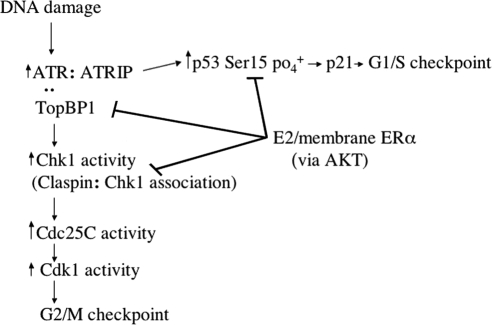 DNA damage
↑ATR: ATRIP → ↑p53 Ser15 po4+ → p21 → G1/S checkpoint
TopBP1
E2/membrane ERα
(via AKT)
↑Chk1 activity
(Claspin: Chk1 association)
↑Cdc25C activity
↑ Cdk1 activity
G2/M checkpoint